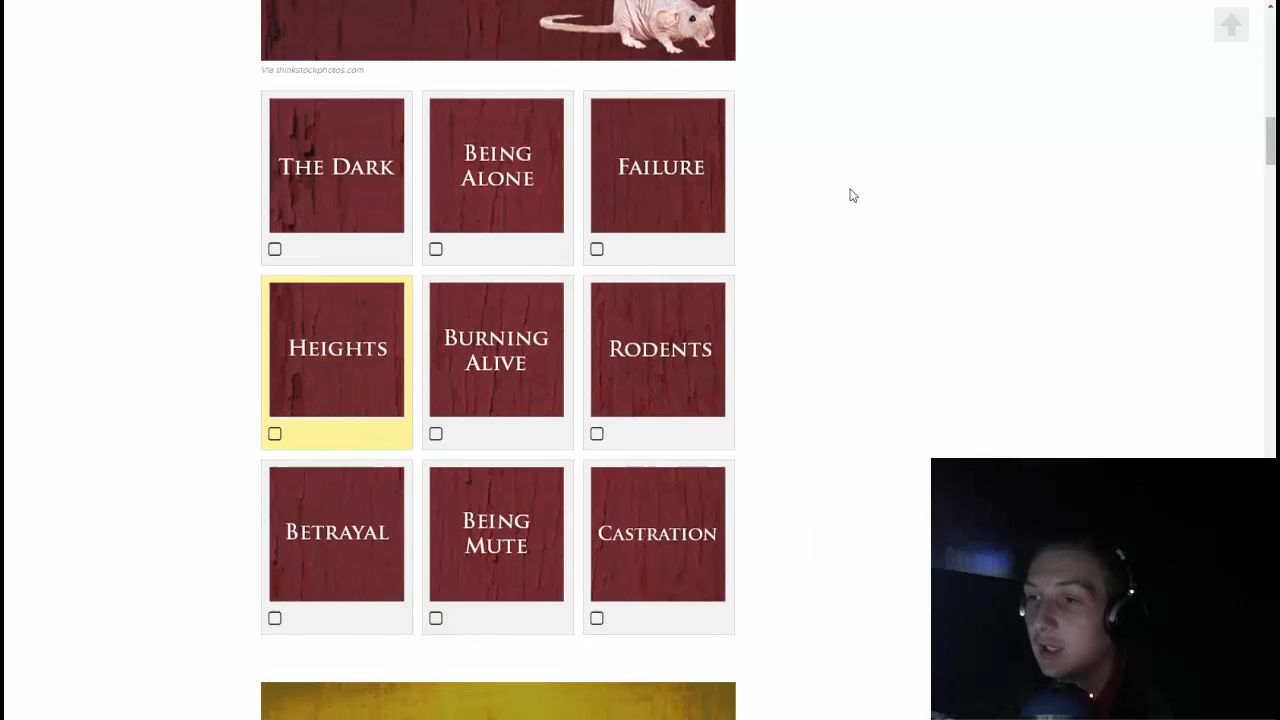 Via thinkstockphotos.com
THE DARK
BEING
ALONE
FAILURE
HEIGHTS
BURNING
ALIVE
RODENTS
BETRAYAL
BEING
MUTE
CASTRATION